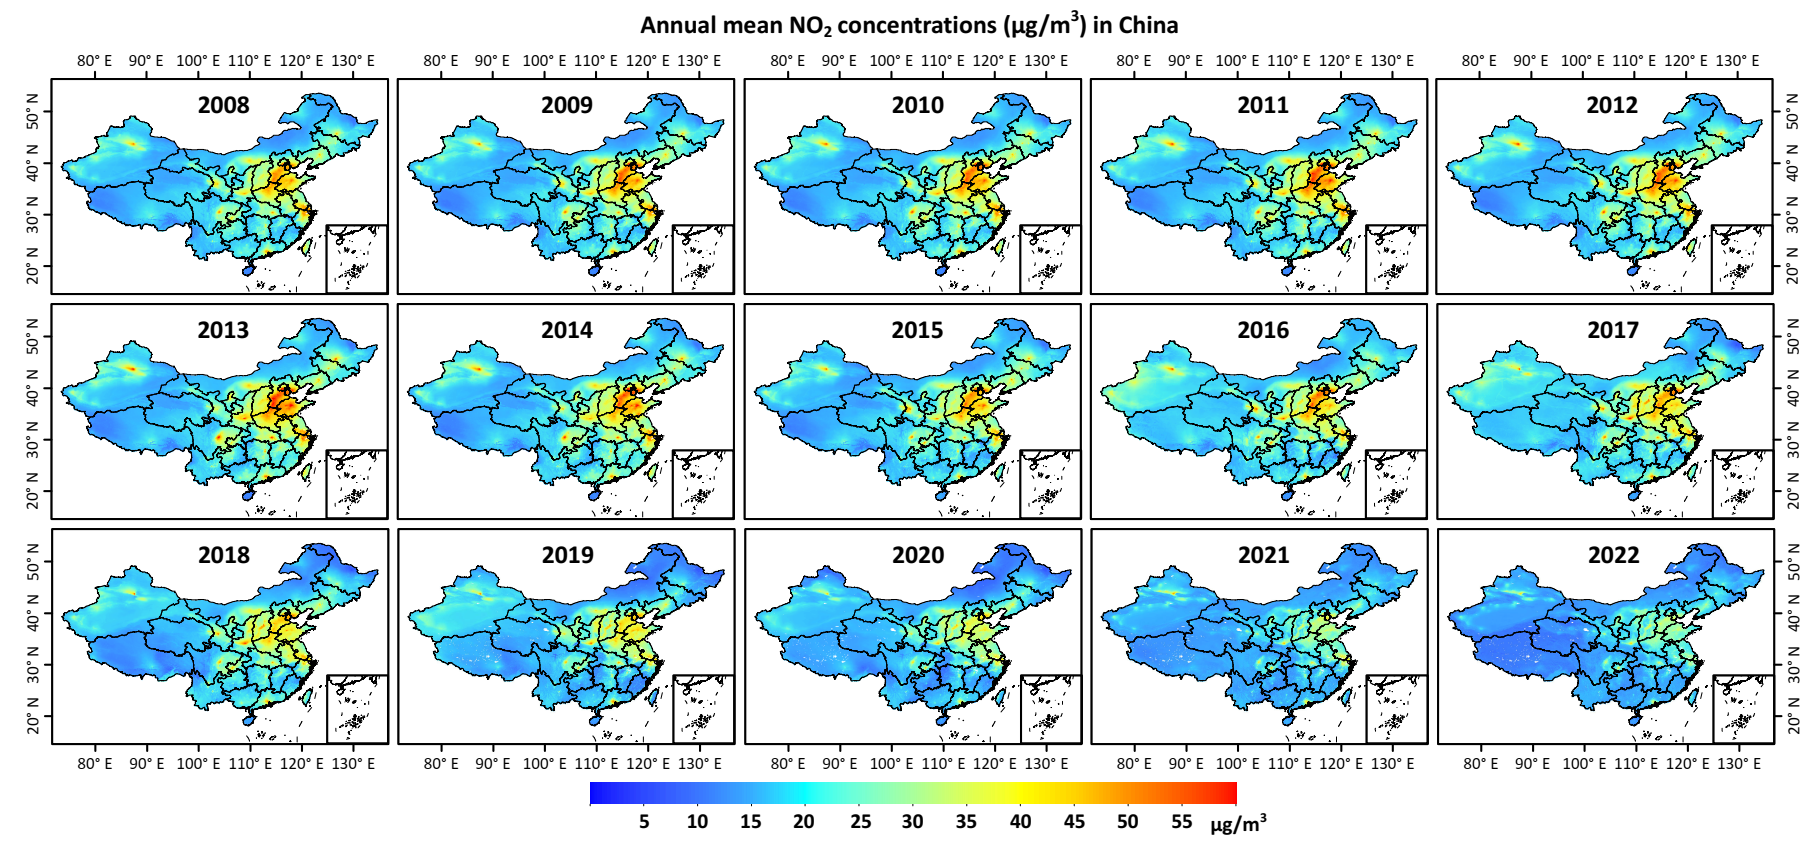 Annual mean NO₂ concentrations (µg/m³) in China
80° E 90° E 100° E 110° E 120° E 130° E 80° E 90° E 100° E 110° E 120° E 130° E 80° E 90° E 100° E 110° E 120° E 130° E 80° E 90° E 100° E 110° E 120° E 130° E 80° E 90° E 100° E 110° E 120° E 130° E
2008 2009 2010 2011 2012
50° N 50° N
40° N 40° N
30° N 30° N
20° N 20° N
2013 2014 2015 2016 2017
50° N 50° N
40° N 40° N
30° N 30° N
20° N 20° N
2018 2019 2020 2021 2022
50° N 50° N
40° N 40° N
30° N 30° N
20° N 20° N
80° E 90° E 100° E 110° E 120° E 130° E 80° E 90° E 100° E 110° E 120° E 130° E 80° E 90° E 100° E 110° E 120° E 130° E 80° E 90° E 100° E 110° E 120° E 130° E 80° E 90° E 100° E 110° E 120° E 130° E
5 10 15 20 25 30 35 40 45 50 55 µg/m³